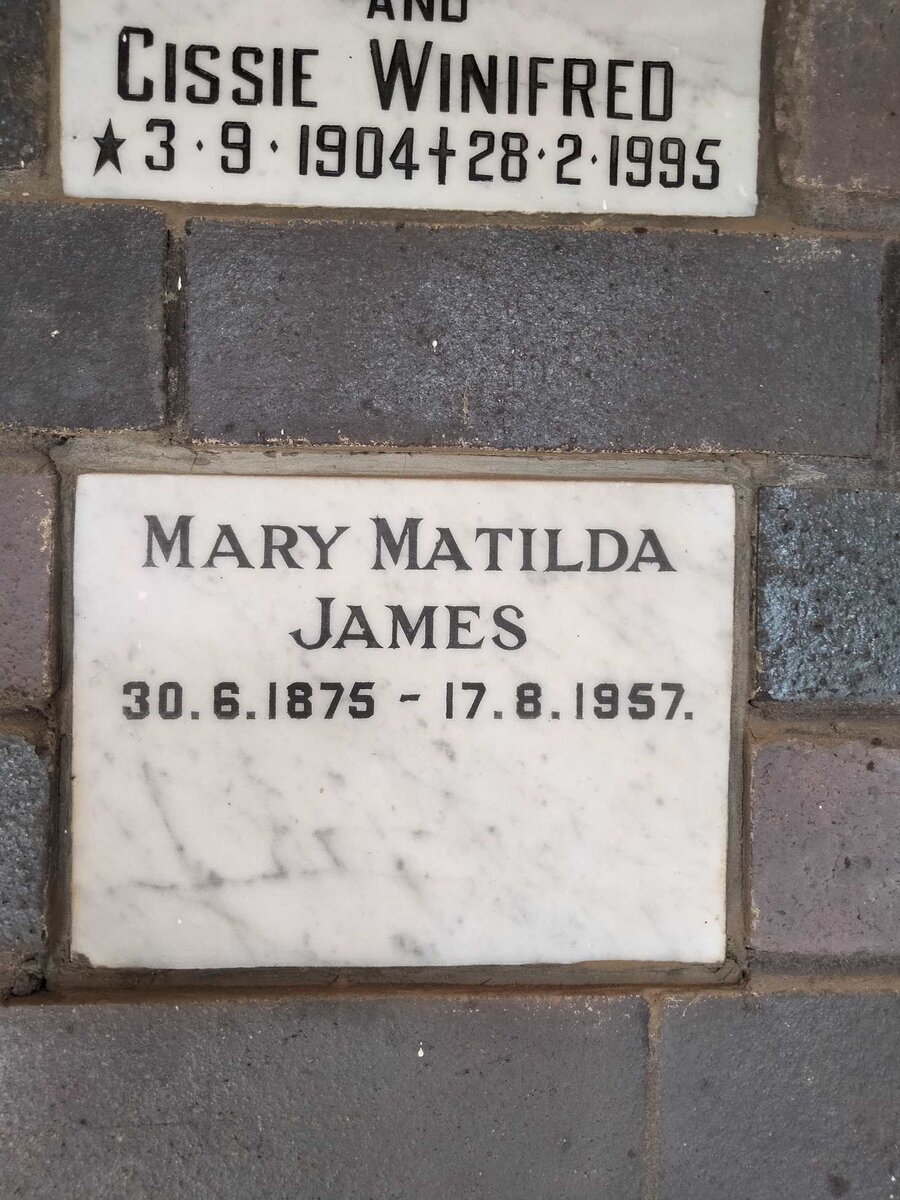 AND
CISSIE WINIFRED
★3·9·1904†28·2·1995
MARY MATILDA
JAMES
30.6.1875 - 17.8.1957.